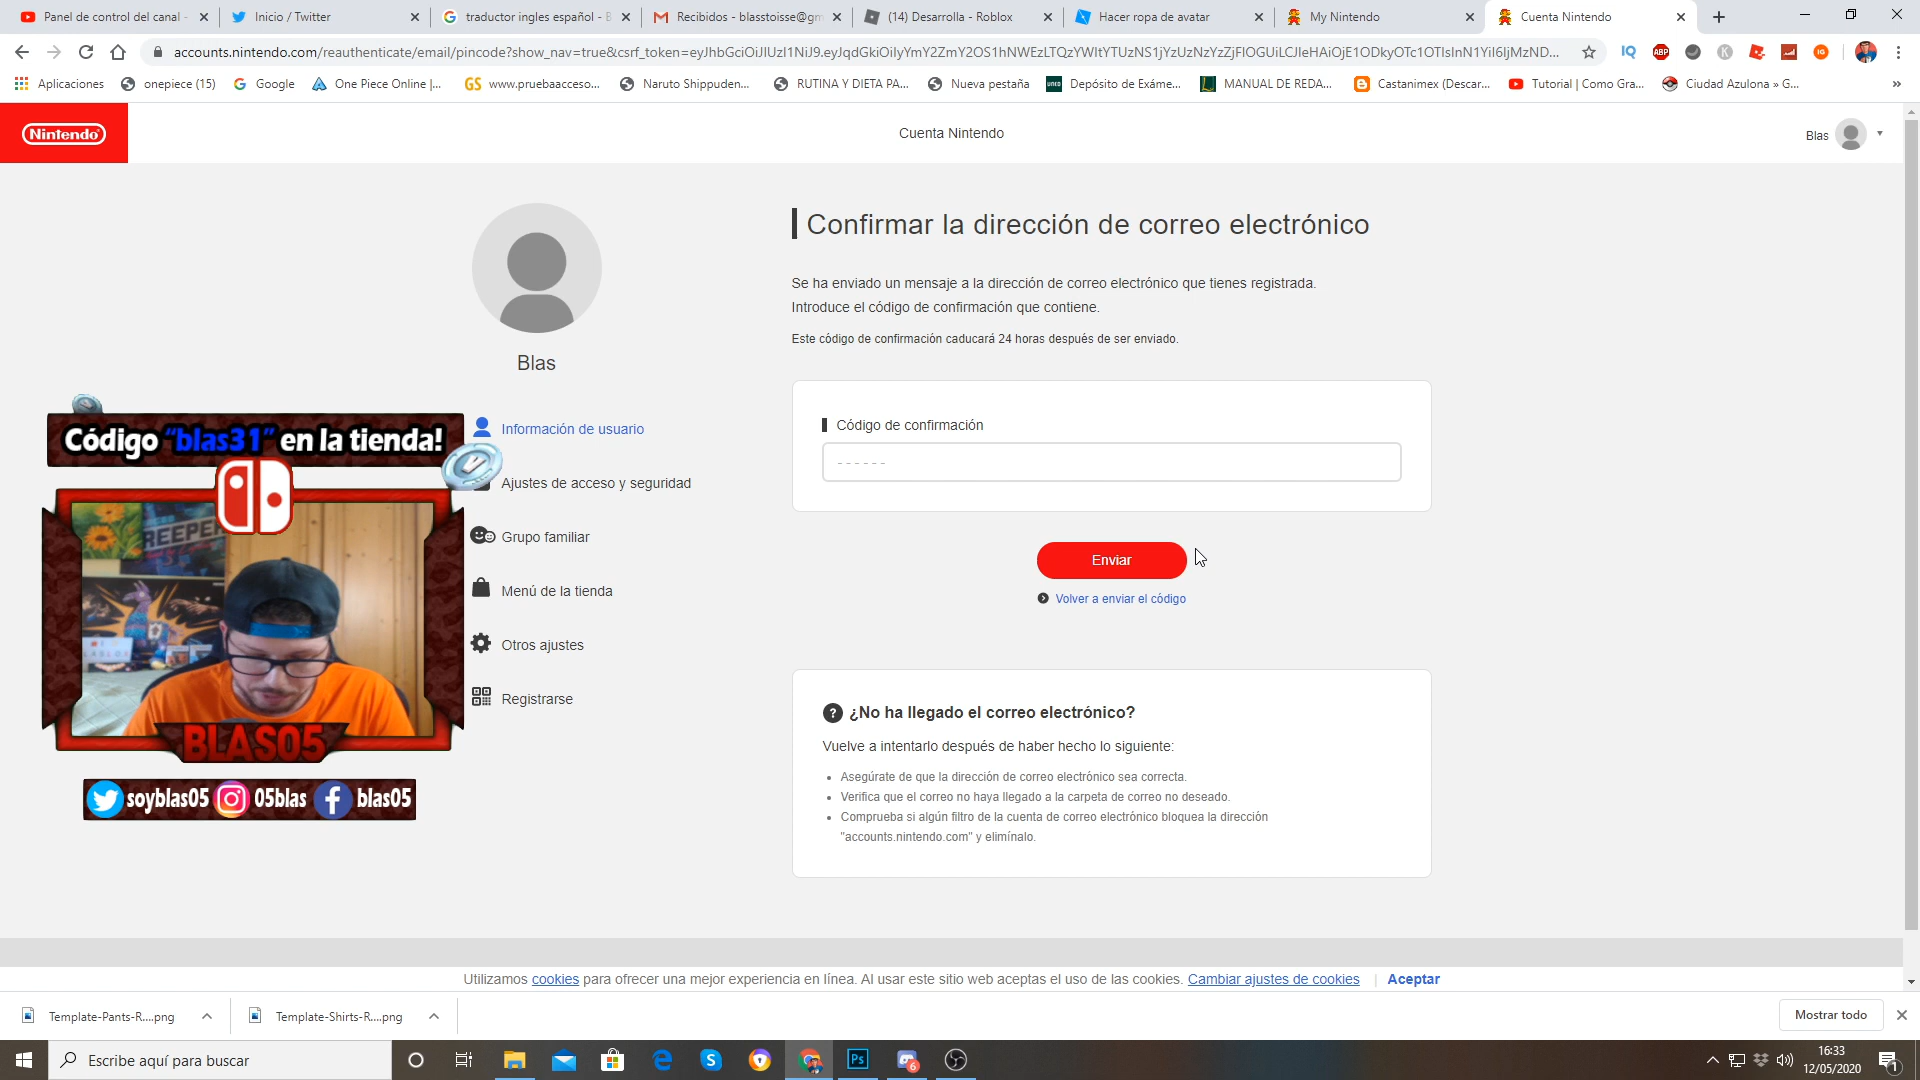 Panel de control del canal -
Inicio / Twitter
traductor ingles español - B
Recibidos - blasstoisse@gm
(14) Desarrolla - Roblox
Hacer ropa de avatar
My Nintendo
Cuenta Nintendo
Aplicaciones
onepiece (15)
Google
One Piece Online |...
www.pruebaacceso...
Naruto Shippuden...
RUTINA Y DIETA PA...
Nueva pestaña
Depósito de Exáme...
MANUAL DE REDA...
Castanimex (Descar...
Tutorial | Como Gra...
Ciudad Azulona » G...
Nintendo
Cuenta Nintendo
Blas
Confirmar la dirección de correo electrónico
Se ha enviado un mensaje a la dirección de correo electrónico que tienes registrada.
Introduce el código de confirmación que contiene.
Este código de confirmación caducará 24 horas después de ser enviado.
Blas
Código "blas31" en la tienda!
Información de usuario
Ajustes de acceso y seguridad
Grupo familiar
Menú de la tienda
Otros ajustes
Registrarse
REEPER
BLAS05
soyblas05 05blas blas05
Código de confirmación
------
Enviar
Volver a enviar el código
¿No ha llegado el correo electrónico?
Vuelve a intentarlo después de haber hecho lo siguiente:
Asegúrate de que la dirección de correo electrónico sea correcta.
Verifica que el correo no haya llegado a la carpeta de correo no deseado.
Comprueba si algún filtro de la cuenta de correo electrónico bloquea la dirección
"accounts.nintendo.com" y elimínalo.
Utilizamos cookies para ofrecer una mejor experiencia en línea. Al usar este sitio web aceptas el uso de las cookies. Cambiar ajustes de cookies | Aceptar
Template-Pants-R....png
Template-Shirts-R....png
Mostrar todo
Escribe aquí para buscar
16:33
12/05/2020